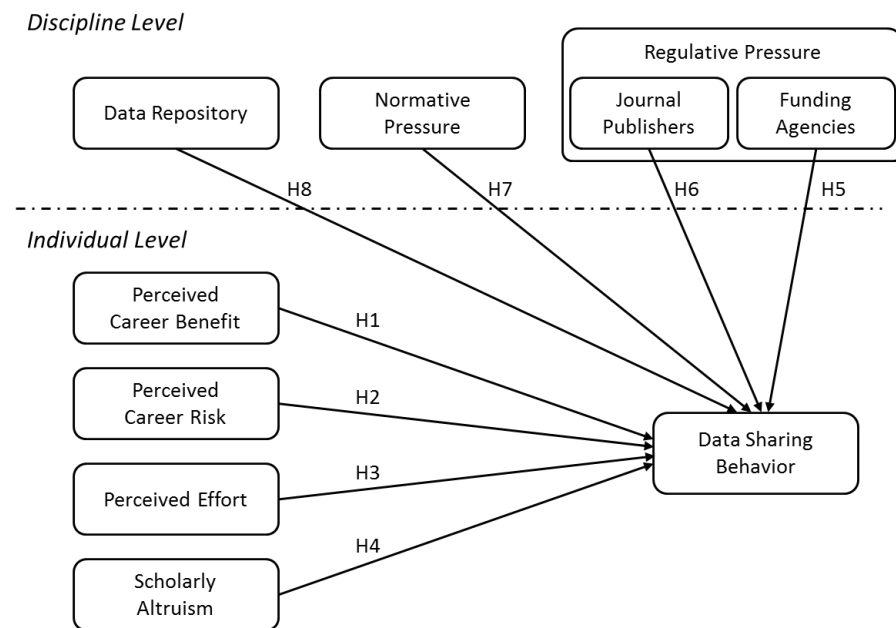 Discipline Level
Regulative Pressure
Data Repository
Normative
Pressure
Journal
Publishers
Funding
Agencies
H8
H7
H6
H5
Individual Level
Perceived
Career Benefit
H1
Perceived
Career Risk
H2
Data Sharing
Behavior
Perceived Effort
H3
Scholarly
Altruism
H4